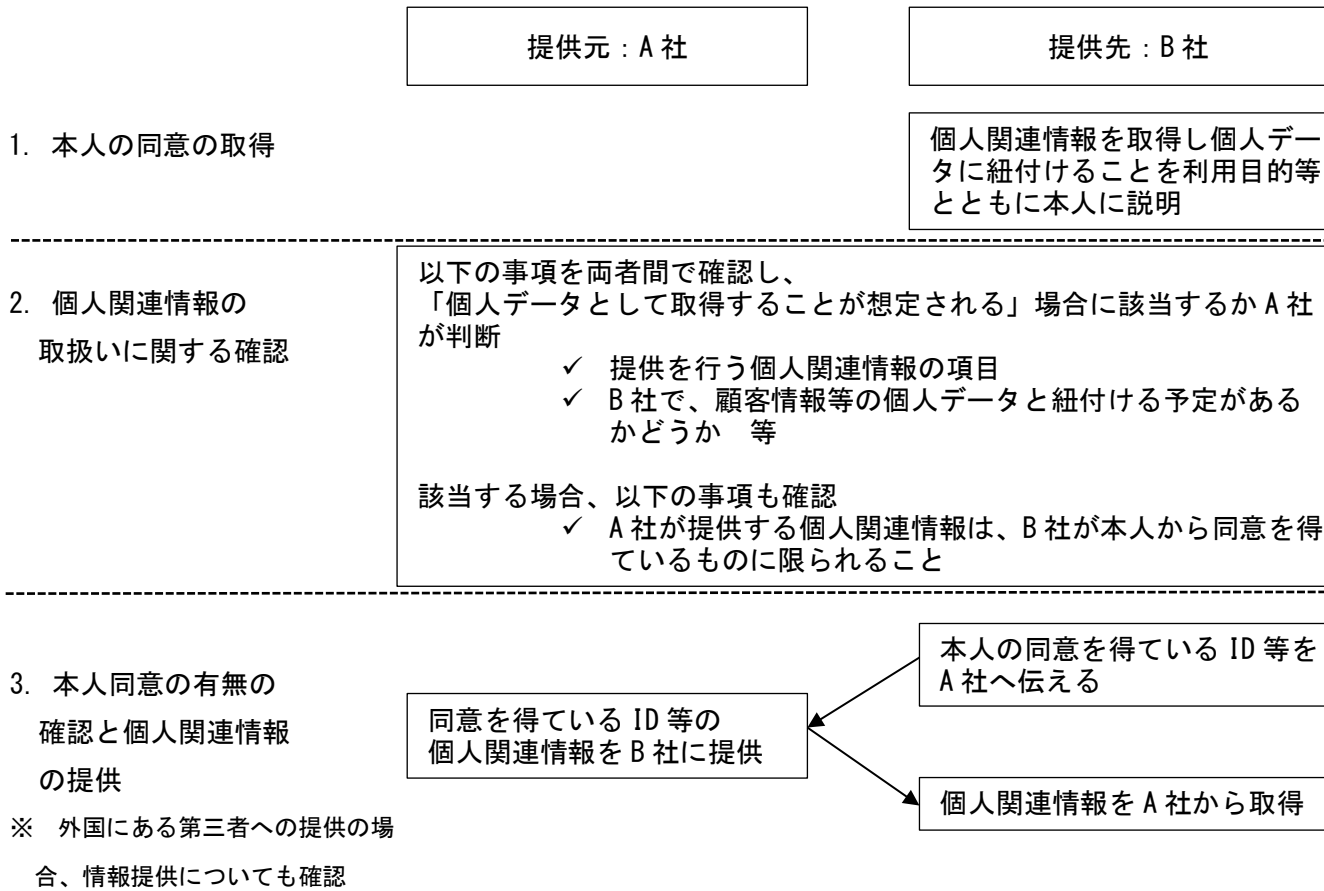 提供元：A社
提供先：B社
1. 本人の同意の取得
個人関連情報を取得し個人デー
タに紐付けることを利用目的等
とともに本人に説明
2. 個人関連情報の
取扱いに関する確認
以下の事項を両者間で確認し、
「個人データとして取得することが想定される」場合に該当するかA社
が判断
✓ 提供を行う個人関連情報の項目
✓ B社で、顧客情報等の個人データと紐付ける予定がある
かどうか 等
該当する場合、以下の事項も確認
✓ A社が提供する個人関連情報は、B社が本人から同意を得
ているものに限られること
3. 本人同意の有無の
確認と個人関連情報
の提供
※ 外国にある第三者への提供の場
合、情報提供についても確認
本人の同意を得ているID等を
A社へ伝える
同意を得ているID等の
個人関連情報をB社に提供
個人関連情報をA社から取得